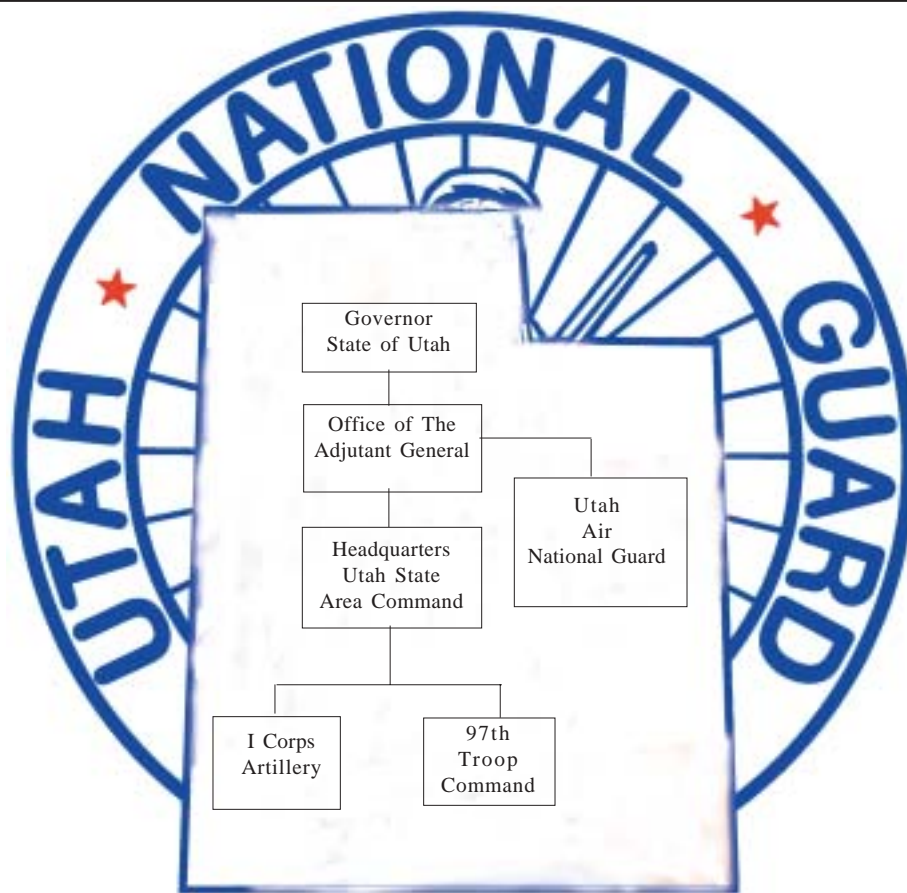 UTAH NATIONAL GUARD
Governor
State of Utah
Office of The
Adjutant General
Utah
Air
National Guard
Headquarters
Utah State
Area Command
I Corps
Artillery
97th
Troop
Command